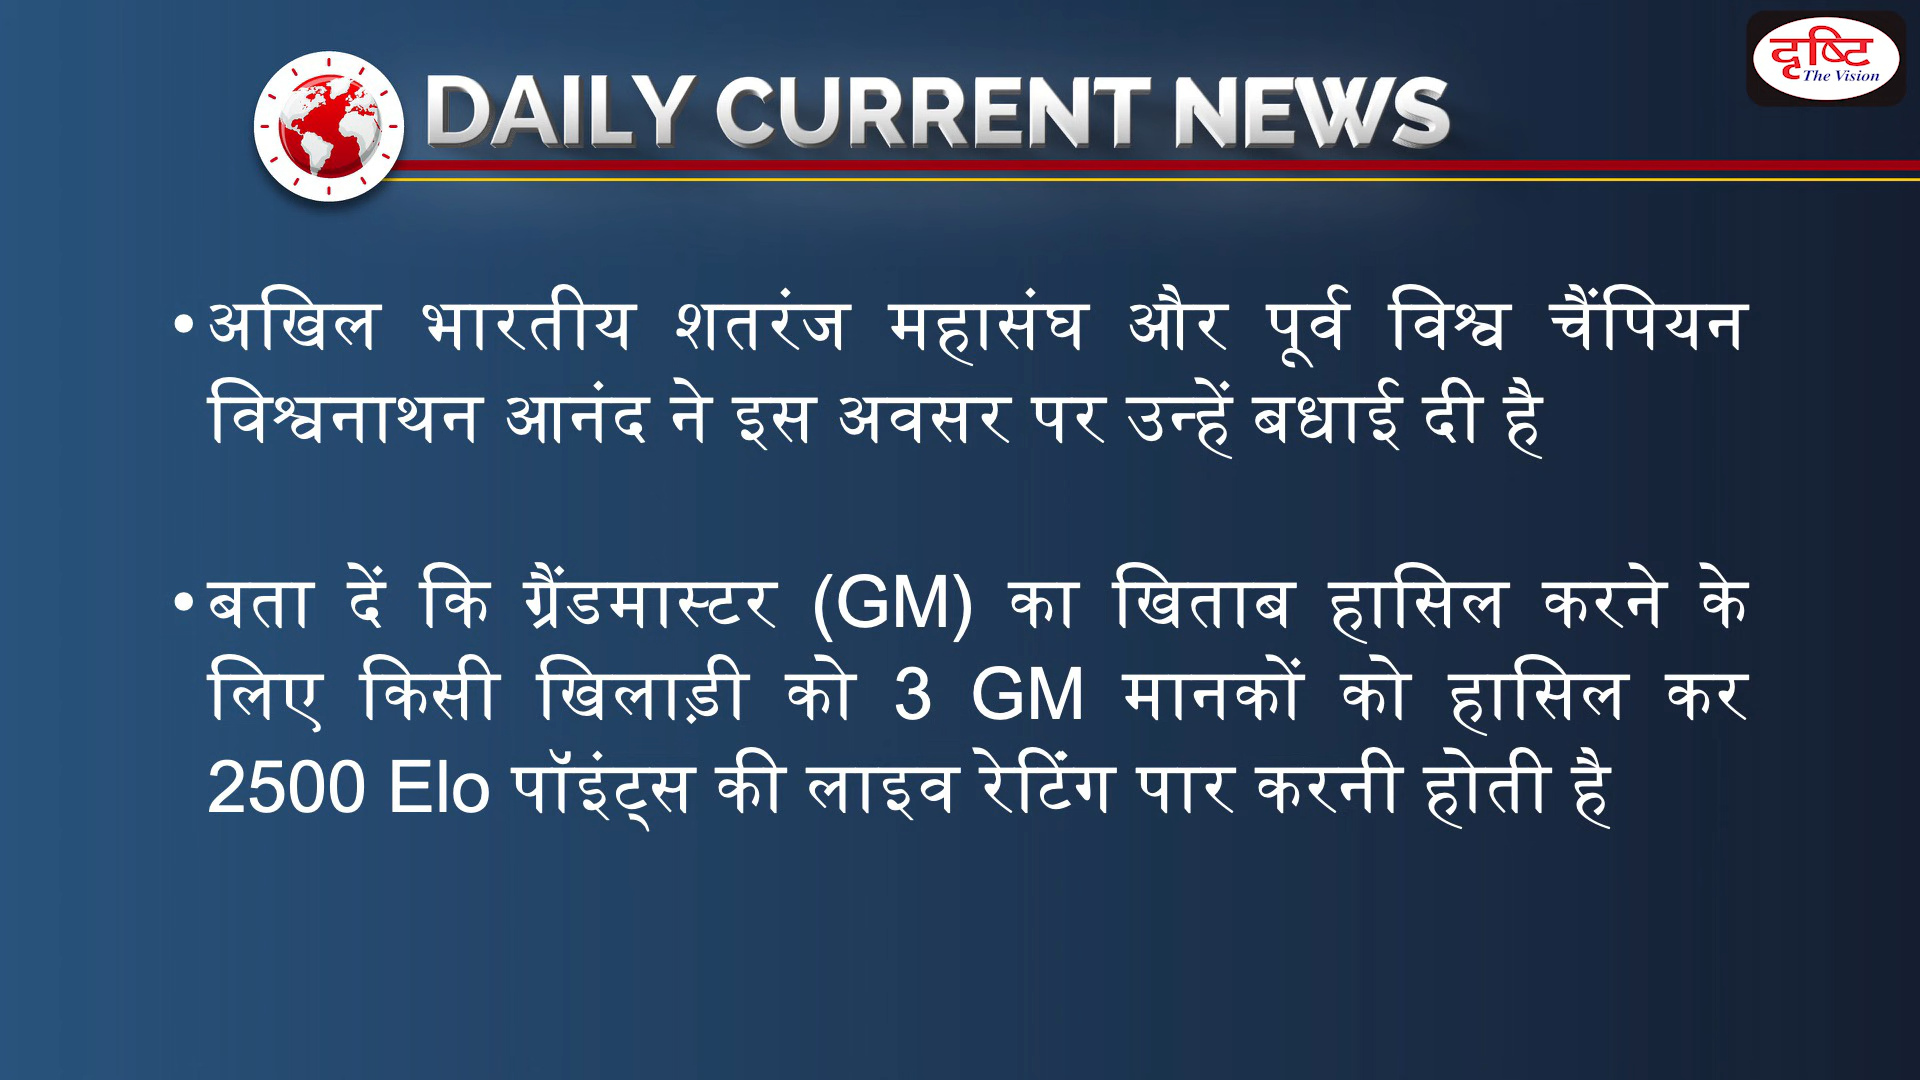 DAILY CURRENT NEWS
दृष्टि
The Vision
•अखिल भारतीय शतरंज महासंघ और पूर्व विश्व चैंपियन
विश्वनाथन आनंद ने इस अवसर पर उन्हें बधाई दी है
•बता दें कि ग्रैंडमास्टर (GM) का खिताब हासिल करने के
लिए किसी खिलाड़ी को 3 GM मानकों को हासिल कर
2500 Elo पॉइंट्स की लाइव रेटिंग पार करनी होती है